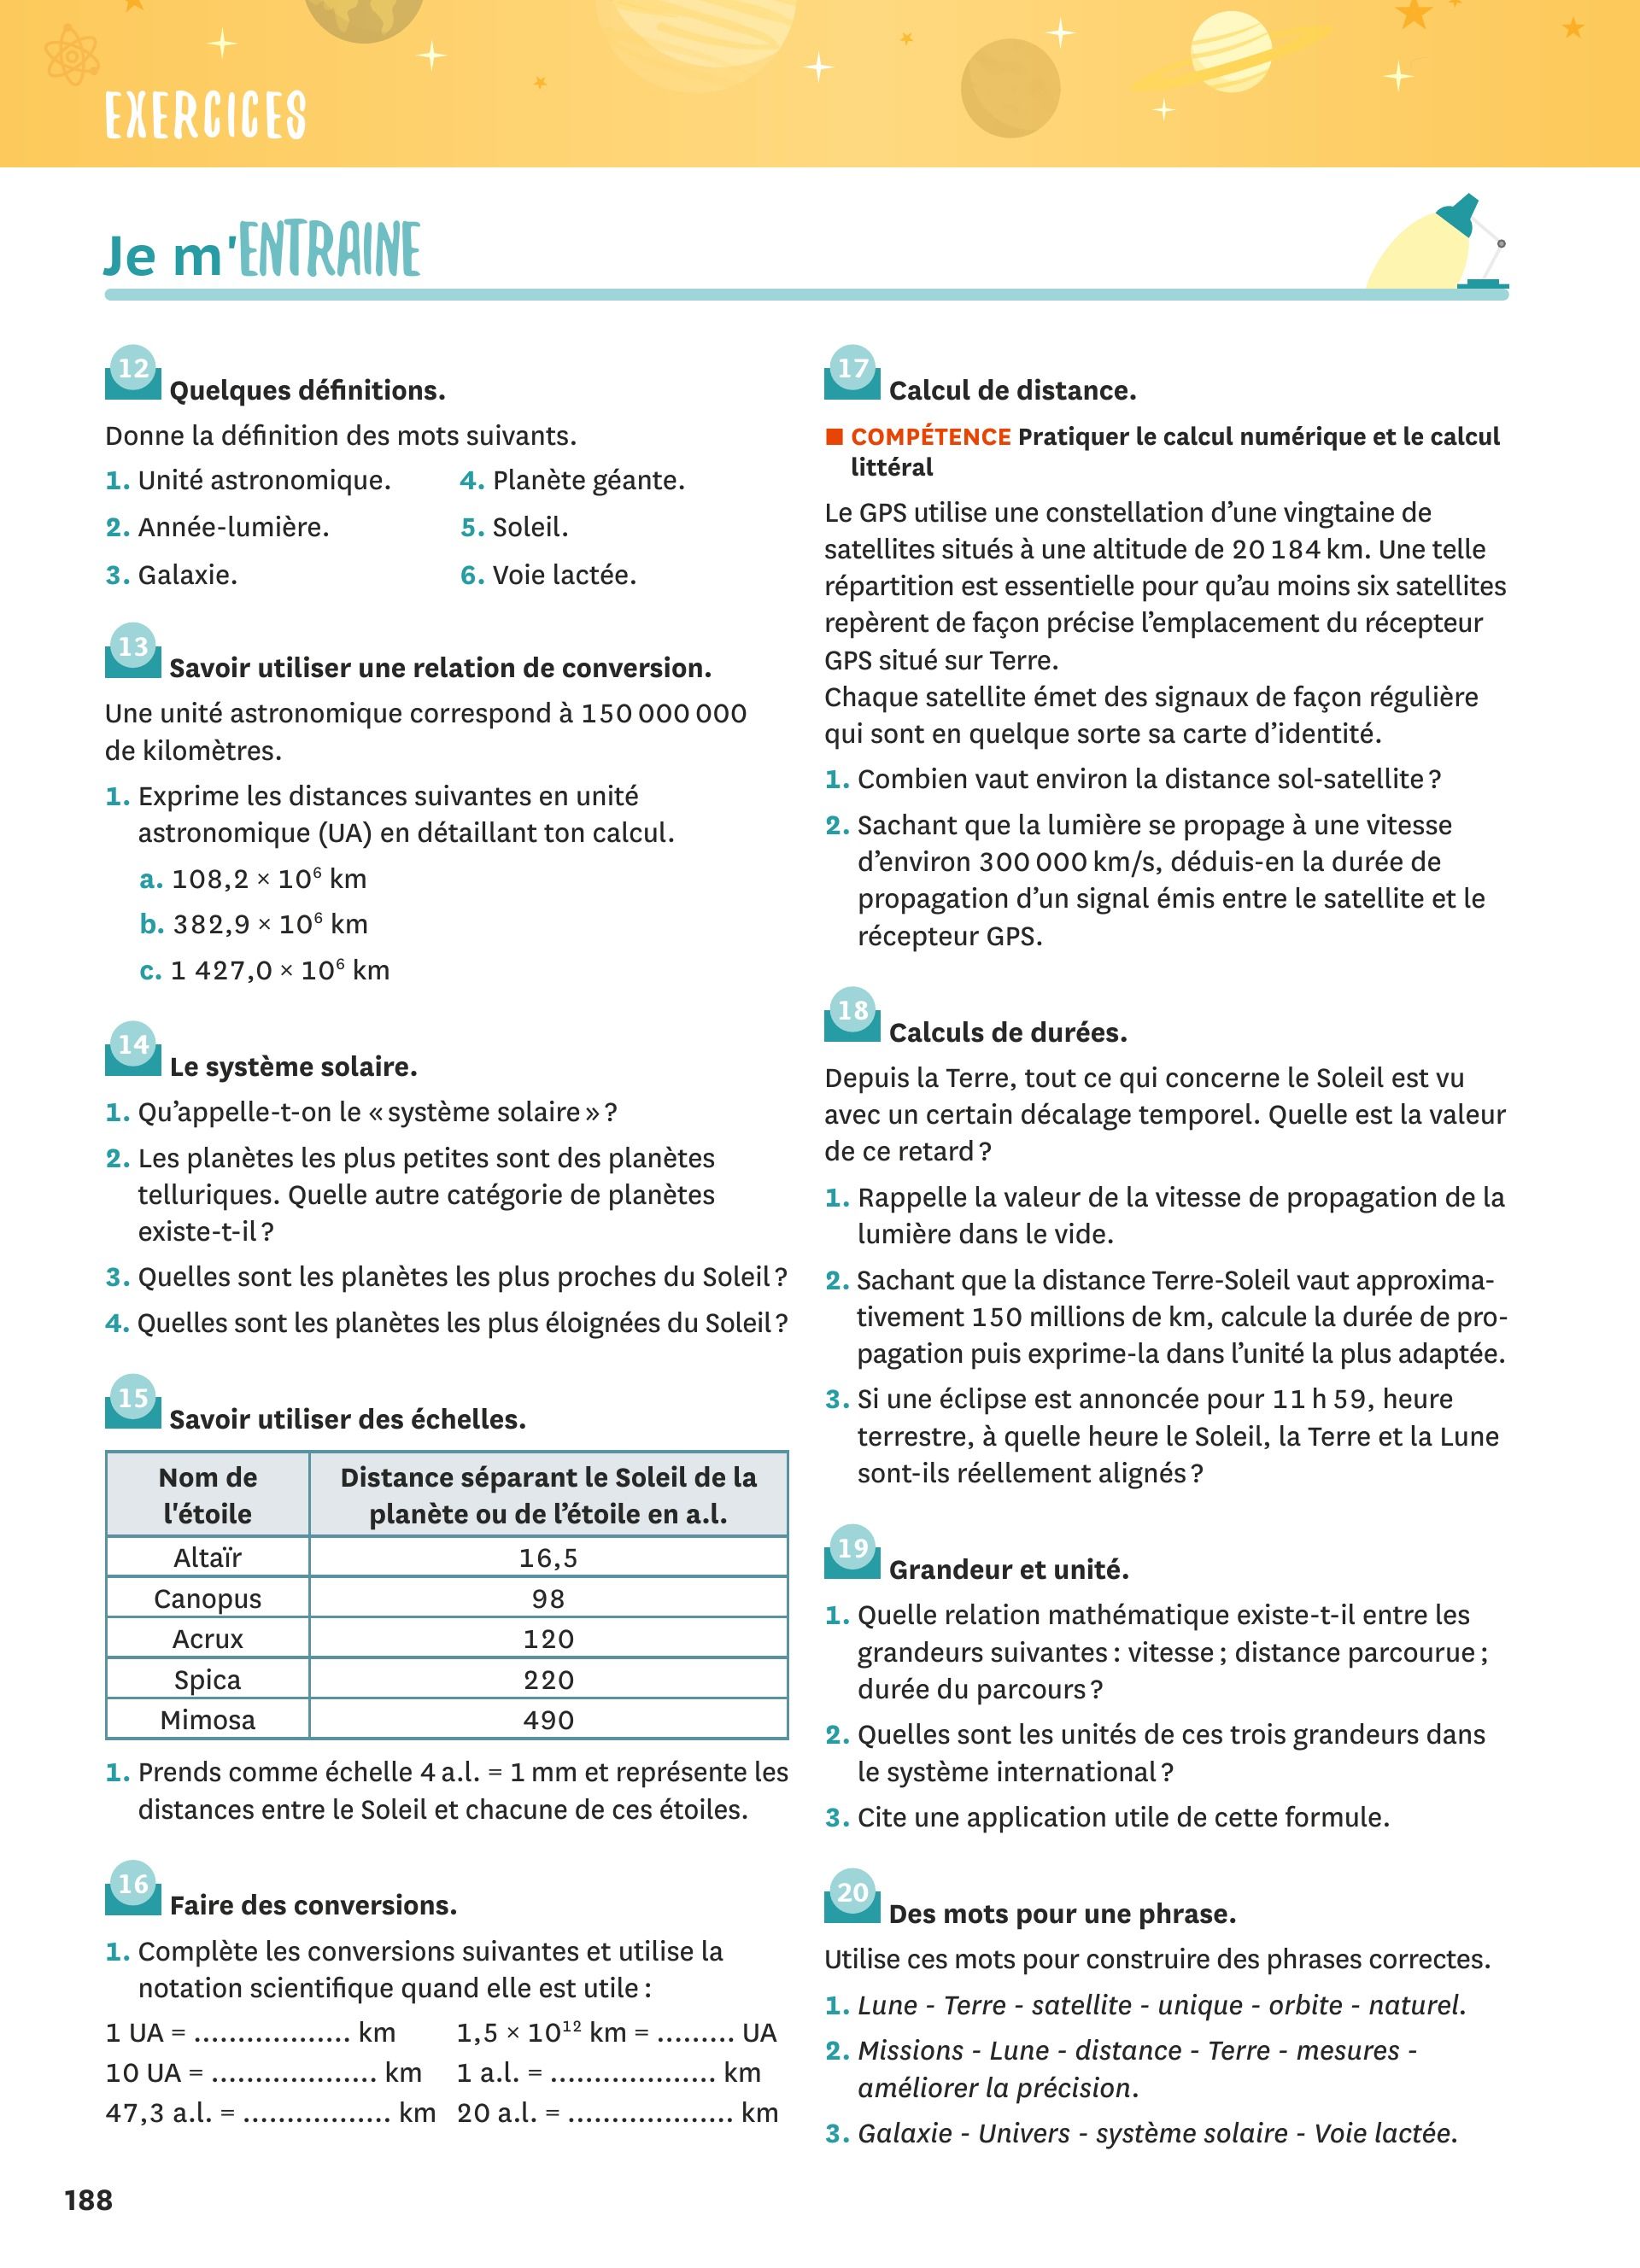 EXERCICES
Je m'ENTRAINE
12 Quelques définitions.
Donne la définition des mots suivants.
1. Unité astronomique.
2. Année-lumière.
3. Galaxie.
4. Planète géante.
5. Soleil.
6. Voie lactée.
13 Savoir utiliser une relation de conversion.
Une unité astronomique correspond à 150 000 000
de kilomètres.
1. Exprime les distances suivantes en unité
astronomique (UA) en détaillant ton calcul.
a. 108,2 × 10⁶ km
b. 382,9 × 10⁶ km
c. 1 427,0 × 10⁶ km
14 Le système solaire.
1. Qu’appelle-t-on le « système solaire » ?
2. Les planètes les plus petites sont des planètes
telluriques. Quelle autre catégorie de planètes
existe-t-il ?
3. Quelles sont les planètes les plus proches du Soleil ?
4. Quelles sont les planètes les plus éloignées du Soleil ?
15 Savoir utiliser des échelles.
Nom de
l'étoile
Distance séparant le Soleil de la
planète ou de l’étoile en a.l.
Altaïr 16,5
Canopus 98
Acrux 120
Spica 220
Mimosa 490
1. Prends comme échelle 4 a.l. = 1 mm et représente les
distances entre le Soleil et chacune de ces étoiles.
16 Faire des conversions.
1. Complète les conversions suivantes et utilise la
notation scientifique quand elle est utile :
1 UA = .................. km 1,5 × 10¹² km = ......... UA
10 UA = ................... km 1 a.l. = ................... km
47,3 a.l. = ................. km 20 a.l. = ................... km
17 Calcul de distance.
■ COMPÉTENCE Pratiquer le calcul numérique et le calcul
littéral
Le GPS utilise une constellation d’une vingtaine de
satellites situés à une altitude de 20 184 km. Une telle
répartition est essentielle pour qu’au moins six satellites
repèrent de façon précise l’emplacement du récepteur
GPS situé sur Terre.
Chaque satellite émet des signaux de façon régulière
qui sont en quelque sorte sa carte d’identité.
1. Combien vaut environ la distance sol-satellite ?
2. Sachant que la lumière se propage à une vitesse
d’environ 300 000 km/s, déduis-en la durée de
propagation d’un signal émis entre le satellite et le
récepteur GPS.
18 Calculs de durées.
Depuis la Terre, tout ce qui concerne le Soleil est vu
avec un certain décalage temporel. Quelle est la valeur
de ce retard ?
1. Rappelle la valeur de la vitesse de propagation de la
lumière dans le vide.
2. Sachant que la distance Terre-Soleil vaut approxima-
tivement 150 millions de km, calcule la durée de pro-
pagation puis exprime-la dans l’unité la plus adaptée.
3. Si une éclipse est annoncée pour 11 h 59, heure
terrestre, à quelle heure le Soleil, la Terre et la Lune
sont-ils réellement alignés ?
19 Grandeur et unité.
1. Quelle relation mathématique existe-t-il entre les
grandeurs suivantes : vitesse ; distance parcourue ;
durée du parcours ?
2. Quelles sont les unités de ces trois grandeurs dans
le système international ?
3. Cite une application utile de cette formule.
20 Des mots pour une phrase.
Utilise ces mots pour construire des phrases correctes.
1. Lune - Terre - satellite - unique - orbite - naturel.
2. Missions - Lune - distance - Terre - mesures -
améliorer la précision.
3. Galaxie - Univers - système solaire - Voie lactée.
188